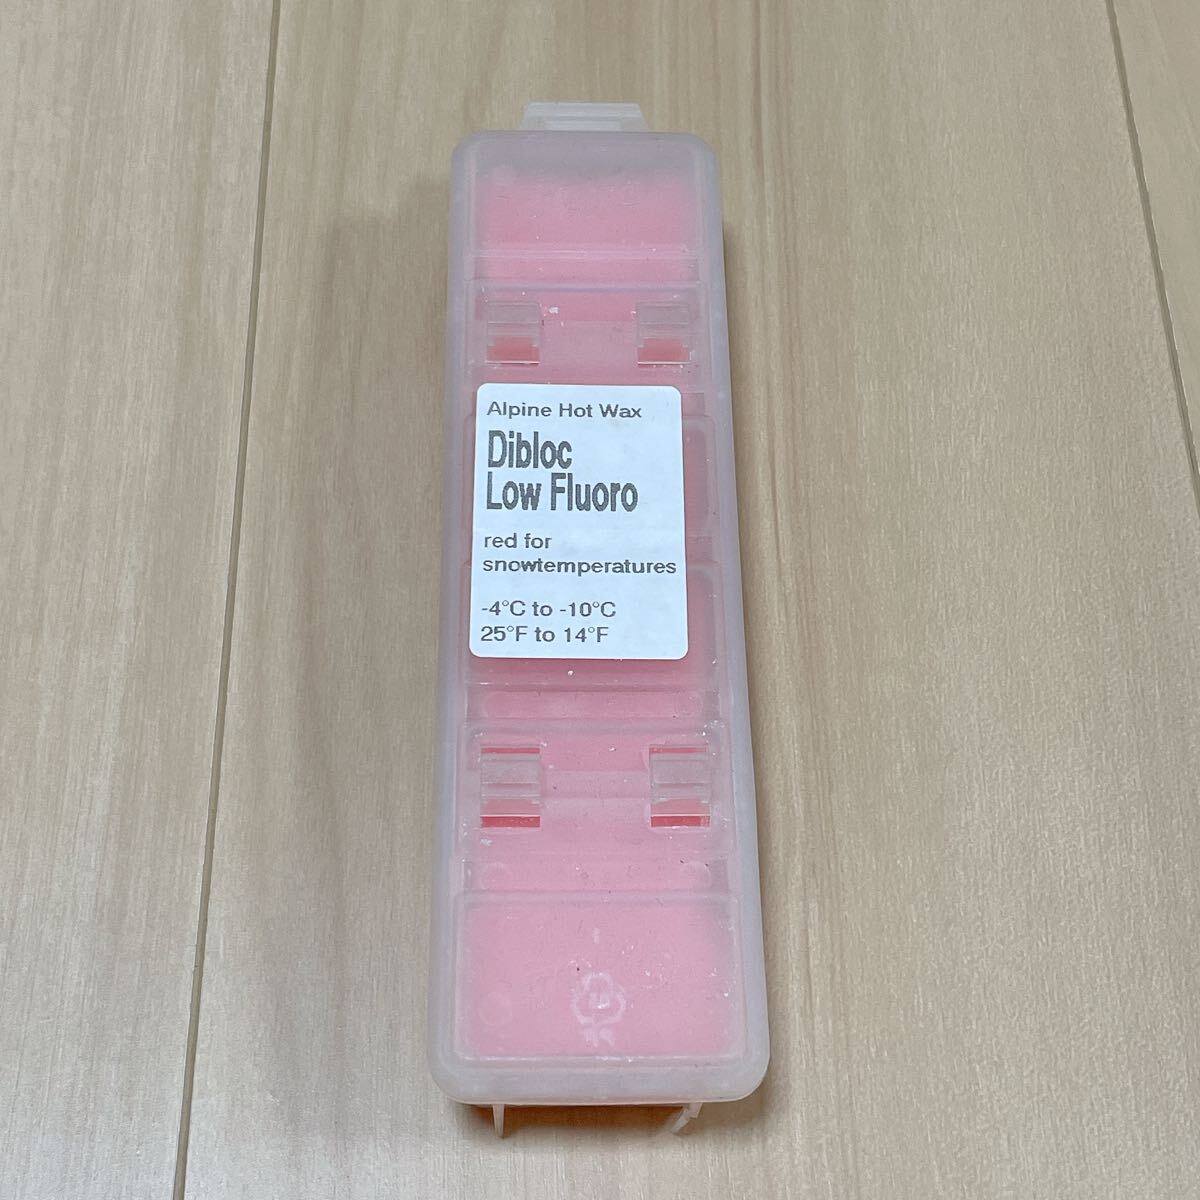 Alpine Hot Wax
Dibloc
Low Fluoro
red for
snowtemperatures
-4°C to -10°C
25°F to 14°F